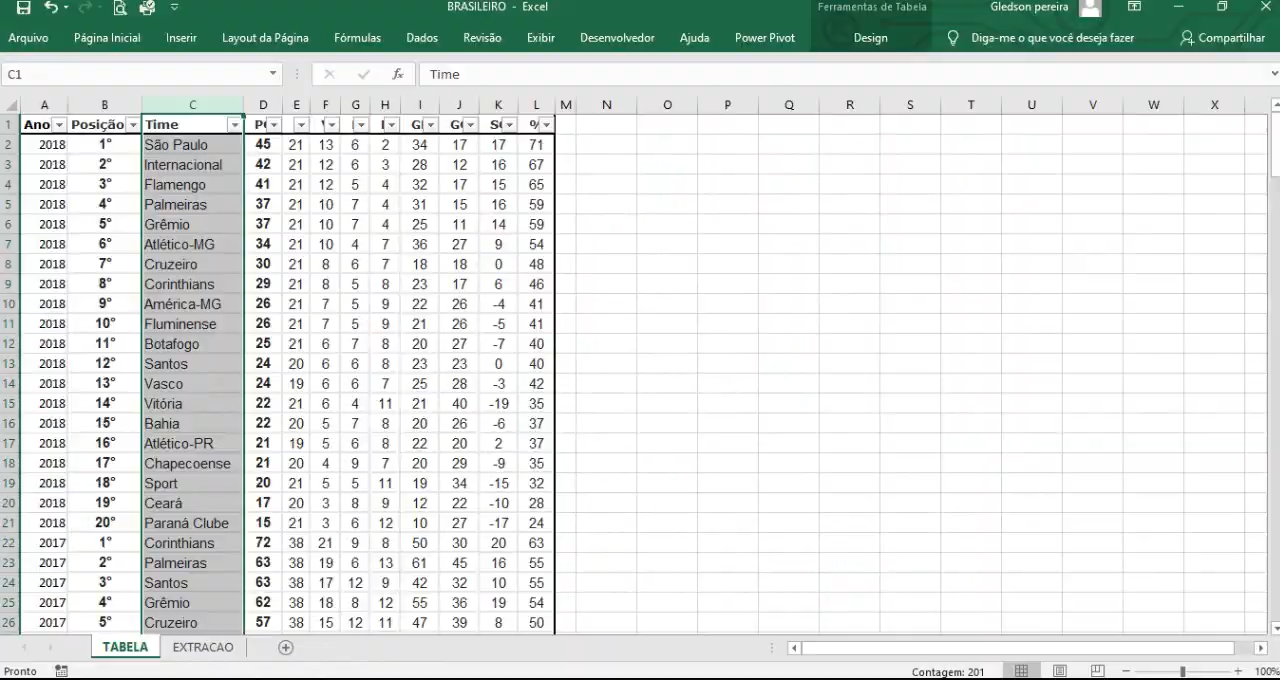 BRASILEIRO - Excel
Ferramentas de Tabela
Gledson pereira
Arquivo Página Inicial Inserir Layout da Página Fórmulas Dados Revisão Exibir Desenvolvedor Ajuda Power Pivot Design Diga-me o que você deseja fazer Compartilhar
C1 fx Time
A B C D E F G H I J K L M N O P Q R S T U V W X
1 Ano Posição Time %
2 2018 1° São Paulo 45 21 13 6 2 34 17 17 71
3 2018 2° Internacional 42 21 12 6 3 28 12 16 67
4 2018 3° Flamengo 41 21 12 5 4 32 17 15 65
5 2018 4° Palmeiras 37 21 10 7 4 31 15 16 59
6 2018 5° Grêmio 37 21 10 7 4 25 11 14 59
7 2018 6° Atlético-MG 34 21 10 4 7 36 27 9 54
8 2018 7° Cruzeiro 30 21 8 6 7 18 18 0 48
9 2018 8° Corinthians 29 21 8 5 8 23 17 6 46
10 2018 9° América-MG 26 21 7 5 9 22 26 -4 41
11 2018 10° Fluminense 26 21 7 5 9 21 26 -5 41
12 2018 11° Botafogo 25 21 6 7 8 20 27 -7 40
13 2018 12° Santos 24 20 6 6 8 23 23 0 40
14 2018 13° Vasco 24 19 6 6 7 25 28 -3 42
15 2018 14° Vitória 22 21 6 4 11 21 40 -19 35
16 2018 15° Bahia 22 20 5 7 8 20 26 -6 37
17 2018 16° Atlético-PR 21 19 5 6 8 22 20 2 37
18 2018 17° Chapecoense 21 20 4 9 7 20 29 -9 35
19 2018 18° Sport 20 21 5 5 11 19 34 -15 32
20 2018 19° Ceará 17 20 3 8 9 12 22 -10 28
21 2018 20° Paraná Clube 15 21 3 6 12 10 27 -17 24
22 2017 1° Corinthians 72 38 21 9 8 50 30 20 63
23 2017 2° Palmeiras 63 38 19 6 13 61 45 16 55
24 2017 3° Santos 63 38 17 12 9 42 32 10 55
25 2017 4° Grêmio 62 38 18 8 12 55 36 19 54
26 2017 5° Cruzeiro 57 38 15 12 11 47 39 8 50
TABELA EXTRACAO
Pronto Contagem: 201 100%